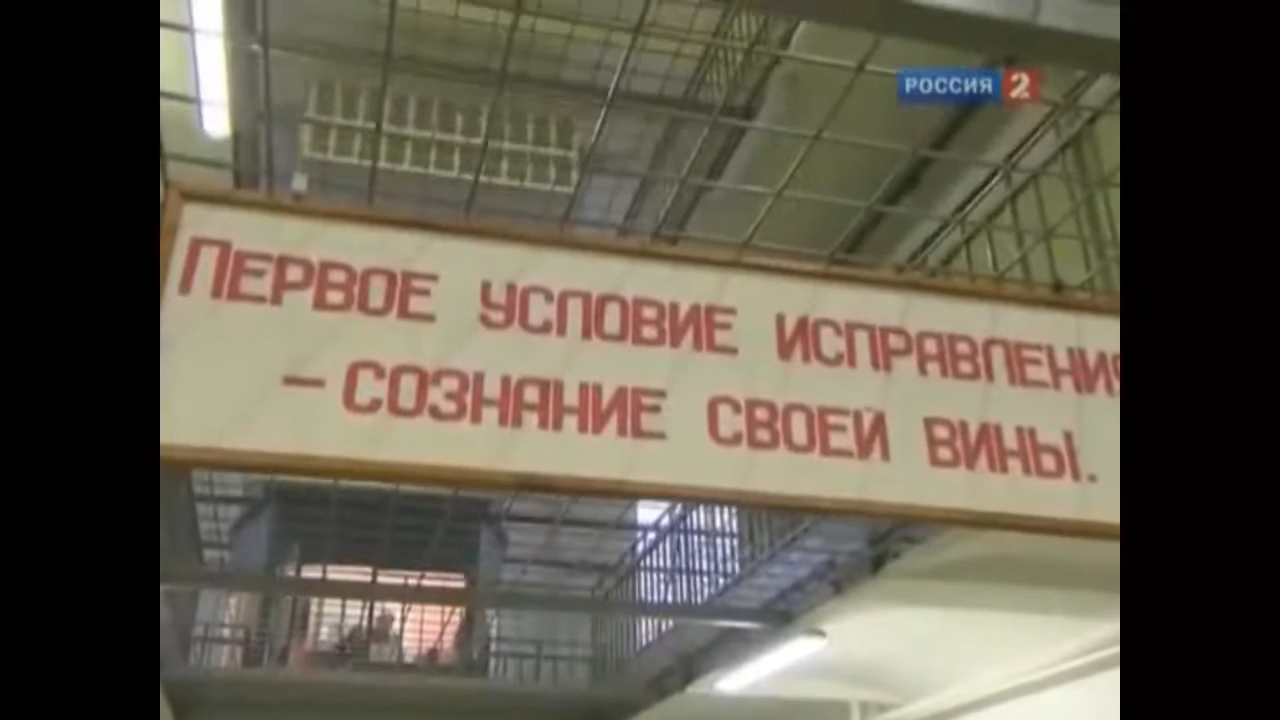 РОССИЯ 2
ПЕРВОЕ УСЛОВИЕ ИСПРАВЛЕНИЯ
– СОЗНАНИЕ СВОЕЙ ВИНЫ.